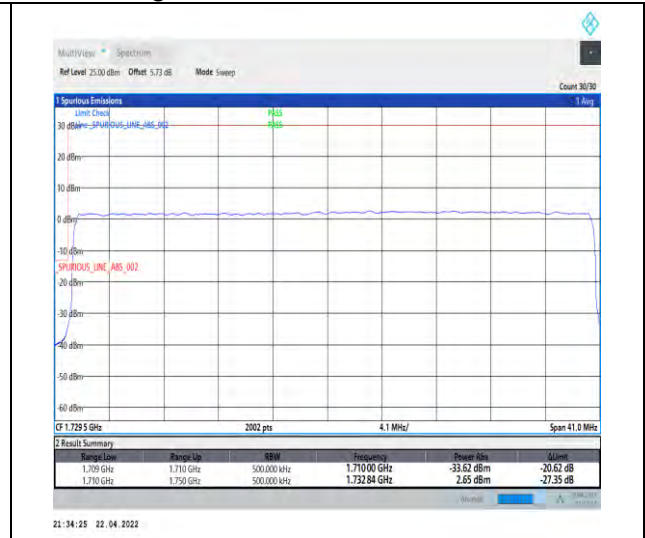 MultiView Spectrum
Ref Level 25.00 dBm Offset 5.73 dB Mode Sweep
Count 30/30
1 Spurious Emissions 1 Avg
Limit Check PASS
30 dBm Line _SPURIOUS_LINE_ABS_002 PASS
20 dBm
10 dBm
0 dBm
-10 dBm
_SPURIOUS_LINE_ABS_002
-20 dBm
-30 dBm
-40 dBm
-50 dBm
-60 dBm
CF 1.7295 GHz 2002 pts 4.1 MHz/ Span 41.0 MHz
2 Result Summary
Range Low Range Up RBW Frequency Power Abs ΔLimit
1.709 GHz 1.710 GHz 500.000 kHz 1.71000 GHz -33.62 dBm -20.62 dB
1.710 GHz 1.750 GHz 500.000 kHz 1.73284 GHz 2.65 dBm -27.35 dB
21:34:25 22.04.2022